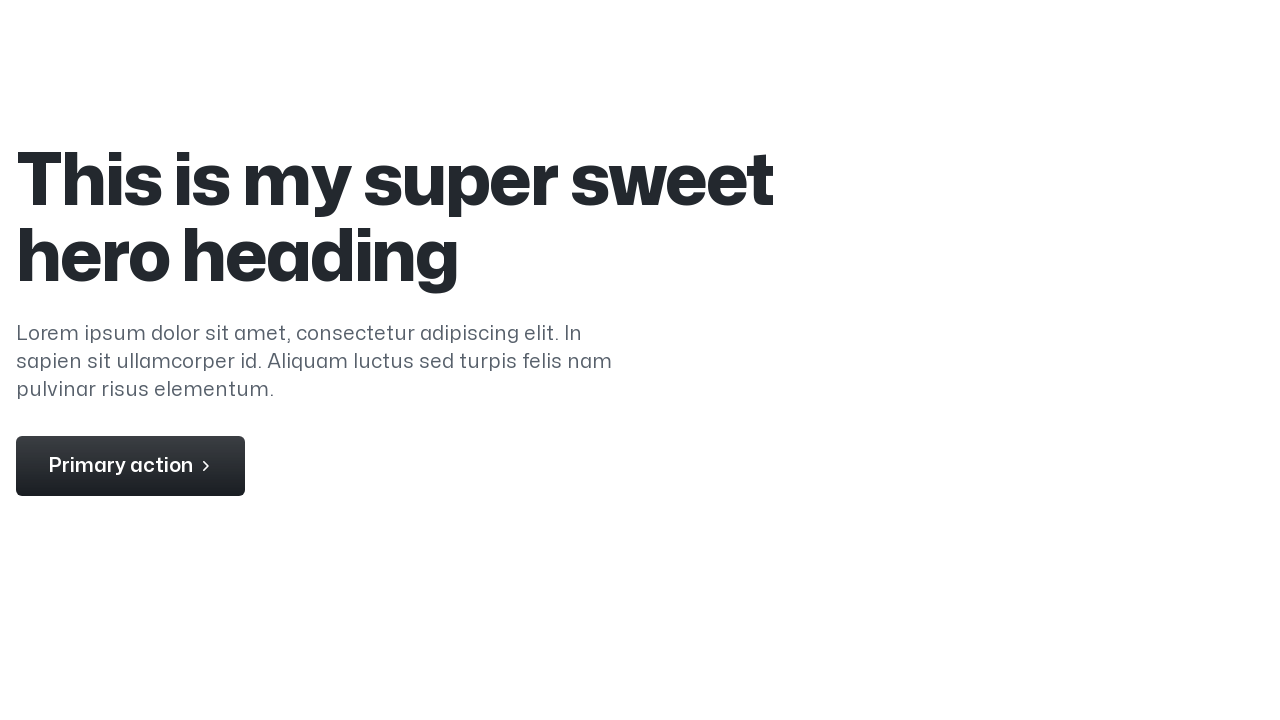 This is my super sweet
hero heading
Lorem ipsum dolor sit amet, consectetur adipiscing elit. In
sapien sit ullamcorper id. Aliquam luctus sed turpis felis nam
pulvinar risus elementum.
Primary action